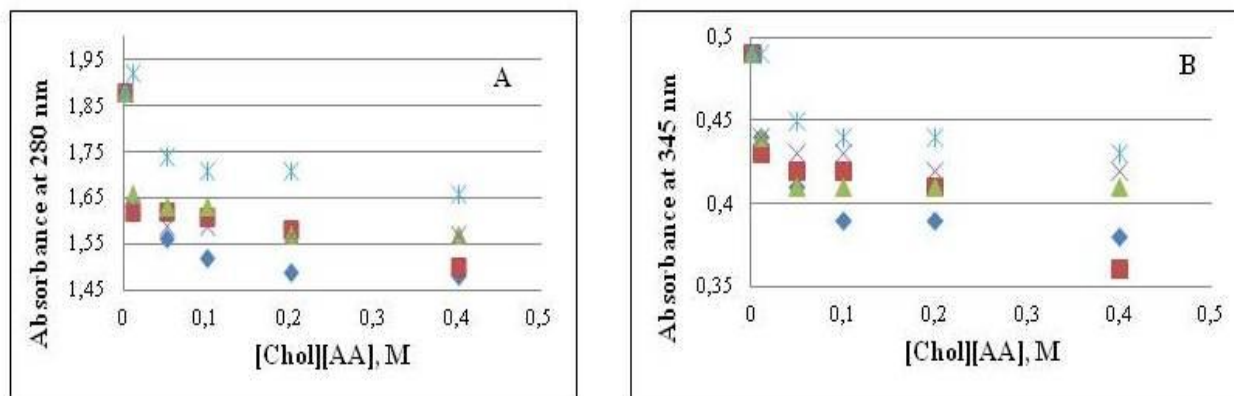 A
Absorbance at 280 nm
1,95
1,85
1,75
1,65
1,55
1,45
0 0,1 0,2 0,3 0,4 0,5
[Chol][AA], M
B
Absorbance at 345 nm
0,5
0,45
0,4
0,35
0 0,1 0,2 0,3 0,4 0,5
[Chol][AA], M